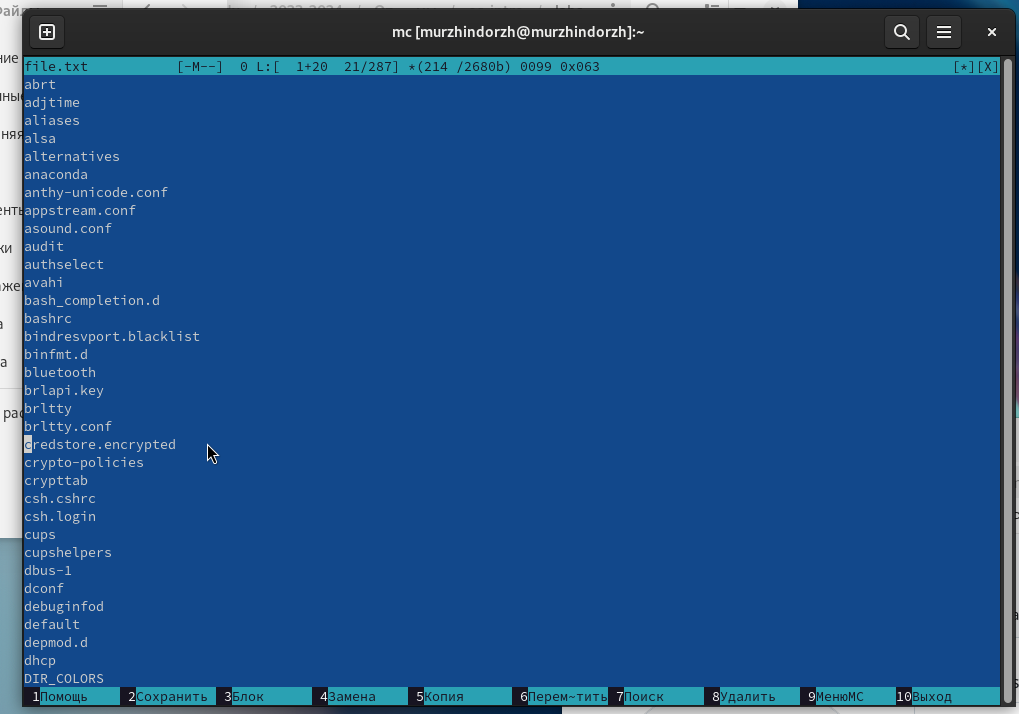 mc [murzhindorzh@murzhindorzh]:~
file.txt [-M--] 0 L:[ 1+20 21/287] *(214 /2680b) 0099 0x063 [*][X]
abrt
adjtime
aliases
alsa
alternatives
anaconda
anthy-unicode.conf
appstream.conf
asound.conf
audit
authselect
avahi
bash_completion.d
bashrc
bindresvport.blacklist
binfmt.d
bluetooth
brlapi.key
brltty
brltty.conf
credstore.encrypted
crypto-policies
crypttab
csh.cshrc
csh.login
cups
cupshelpers
dbus-1
dconf
debuginfod
default
depmod.d
dhcp
DIR_COLORS
1Помощь 2Сохранить 3Блок 4Замена 5Копия 6Перем~тить 7Поиск 8Удалить 9МенюMC 10Выход